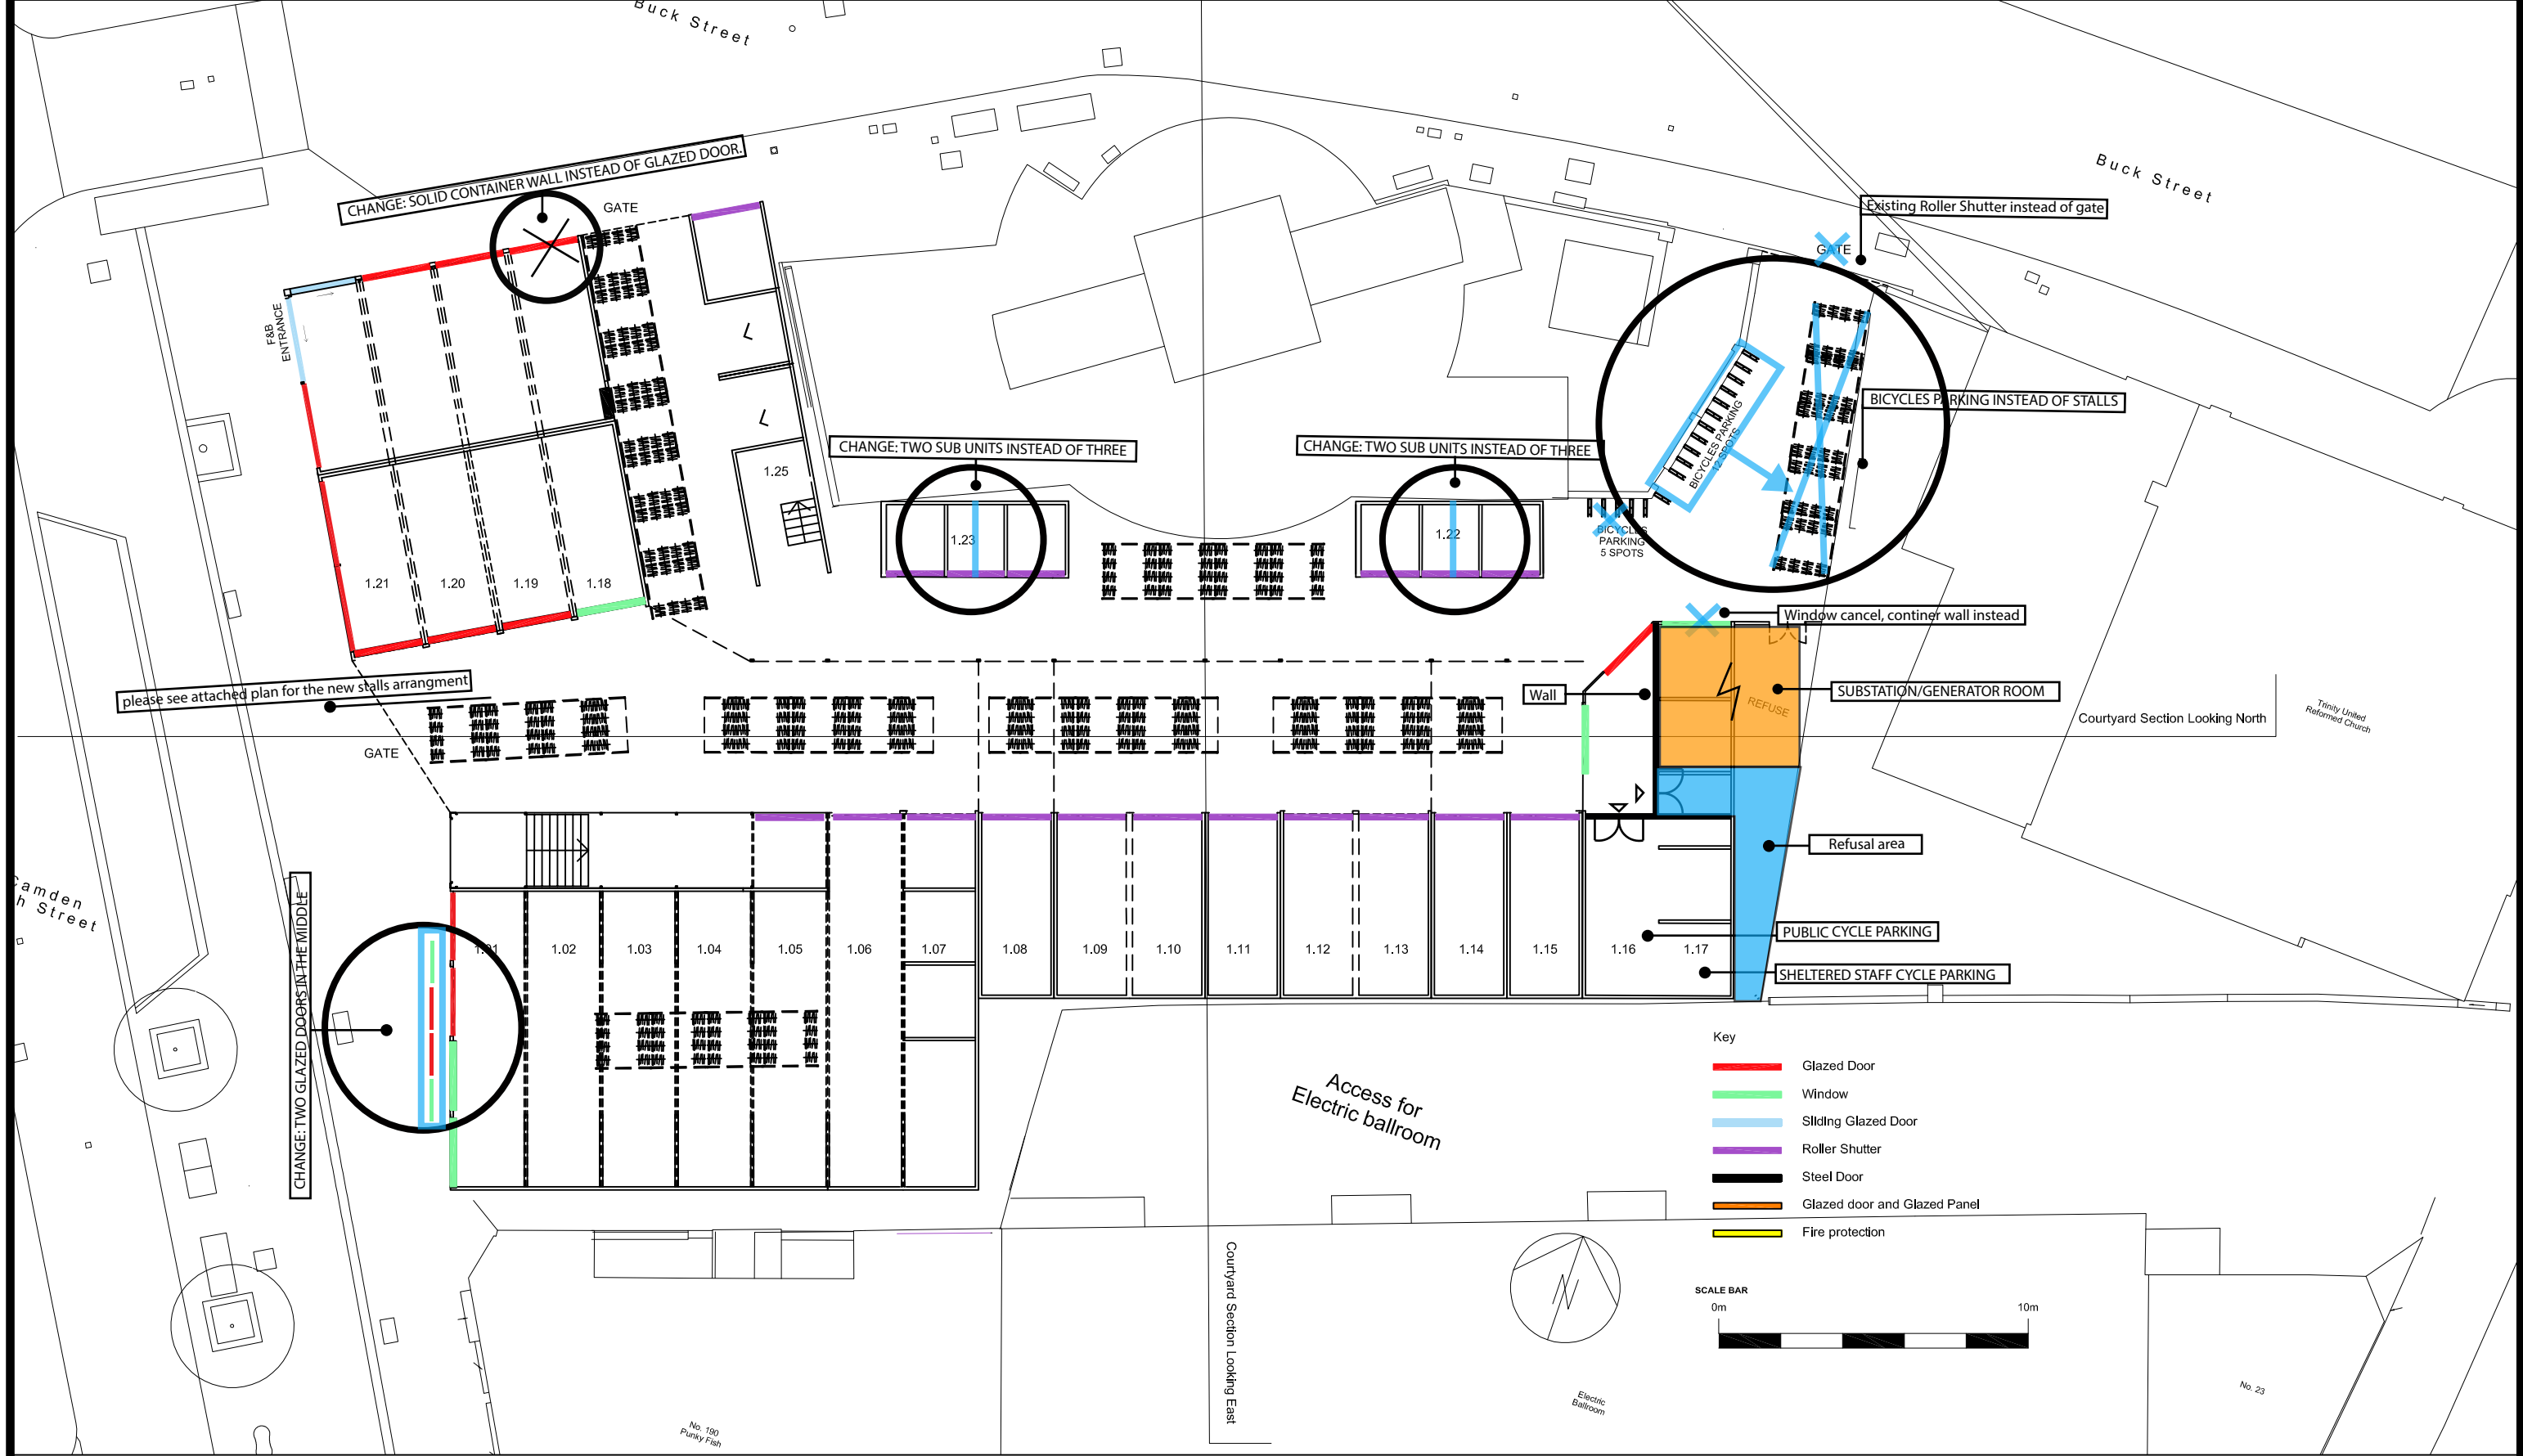 Buck Street
Buck Street
CHANGE: SOLID CONTAINER WALL INSTEAD OF GLAZED DOOR.
GATE
Existing Roller Shutter instead of gate
GATE
F&B
ENTRANCE
BICYCLES PARKING INSTEAD OF STALLS
BICYCLES PARKING
12 SPOTS
CHANGE: TWO SUB UNITS INSTEAD OF THREE
CHANGE: TWO SUB UNITS INSTEAD OF THREE
1.25
1.23
1.22
BICYCLES
PARKING
5 SPOTS
1.21
1.20
1.19
1.18
Window cancel, continer wall instead
please see attached plan for the new stalls arrangment
Wall
SUBSTATION/GENERATOR ROOM
REFUSE
Courtyard Section Looking North
Trinity United
Reformed Church
GATE
Refusal area
Camden
h Street
CHANGE: TWO GLAZED DOORS IN THE MIDDLE
1.01
1.02
1.03
1.04
1.05
1.06
1.07
1.08
1.09
1.10
1.11
1.12
1.13
1.14
1.15
1.16
1.17
PUBLIC CYCLE PARKING
SHELTERED STAFF CYCLE PARKING
Key
Glazed Door
Window
Sliding Glazed Door
Roller Shutter
Steel Door
Glazed door and Glazed Panel
Fire protection
Access for
Electric ballroom
Courtyard Section Looking East
N
SCALE BAR
0m
10m
Electric
Ballroom
No. 23
No. 190
Punky Fish